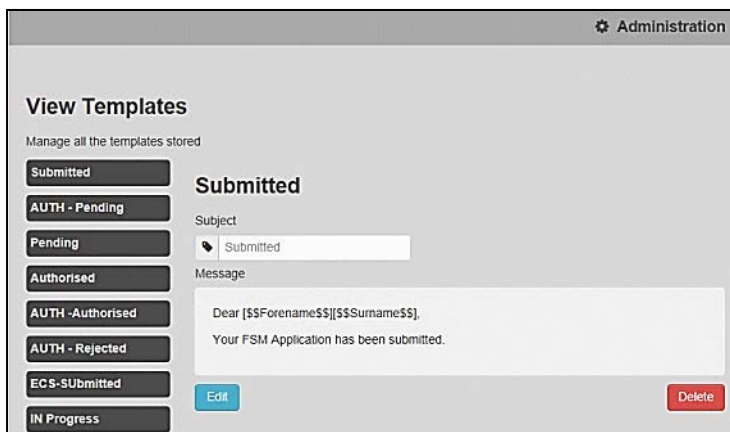 Administration
View Templates
Manage all the templates stored
Submitted
AUTH - Pending
Pending
Authorised
AUTH -Authorised
AUTH - Rejected
ECS-SUbmitted
IN Progress
Submitted
Subject
Submitted
Message
Dear [$$Forename$$][$$Surname$$],
Your FSM Application has been submitted.
Edit
Delete